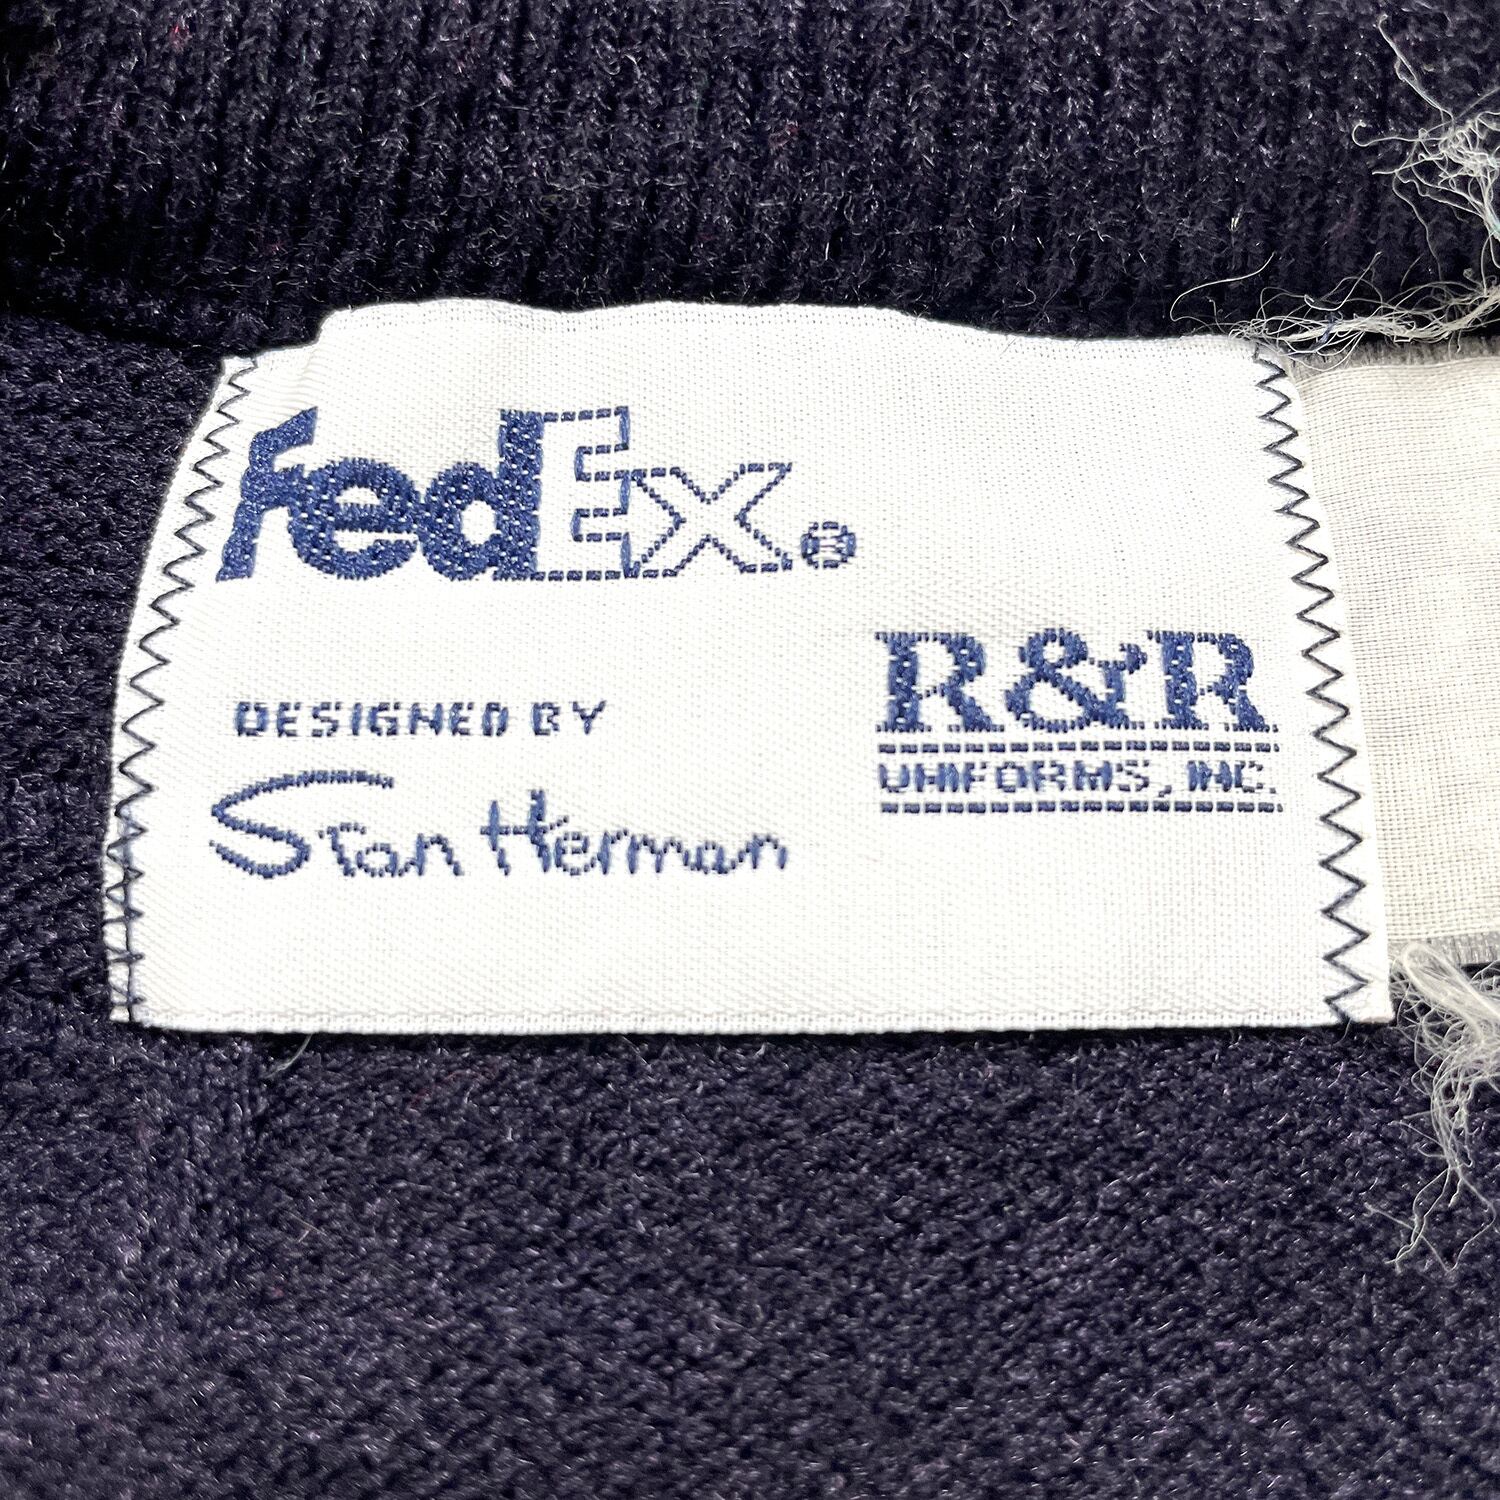 FedEx®
DESIGNED BY
Stan Herman
R&R
UNIFORMS, INC.